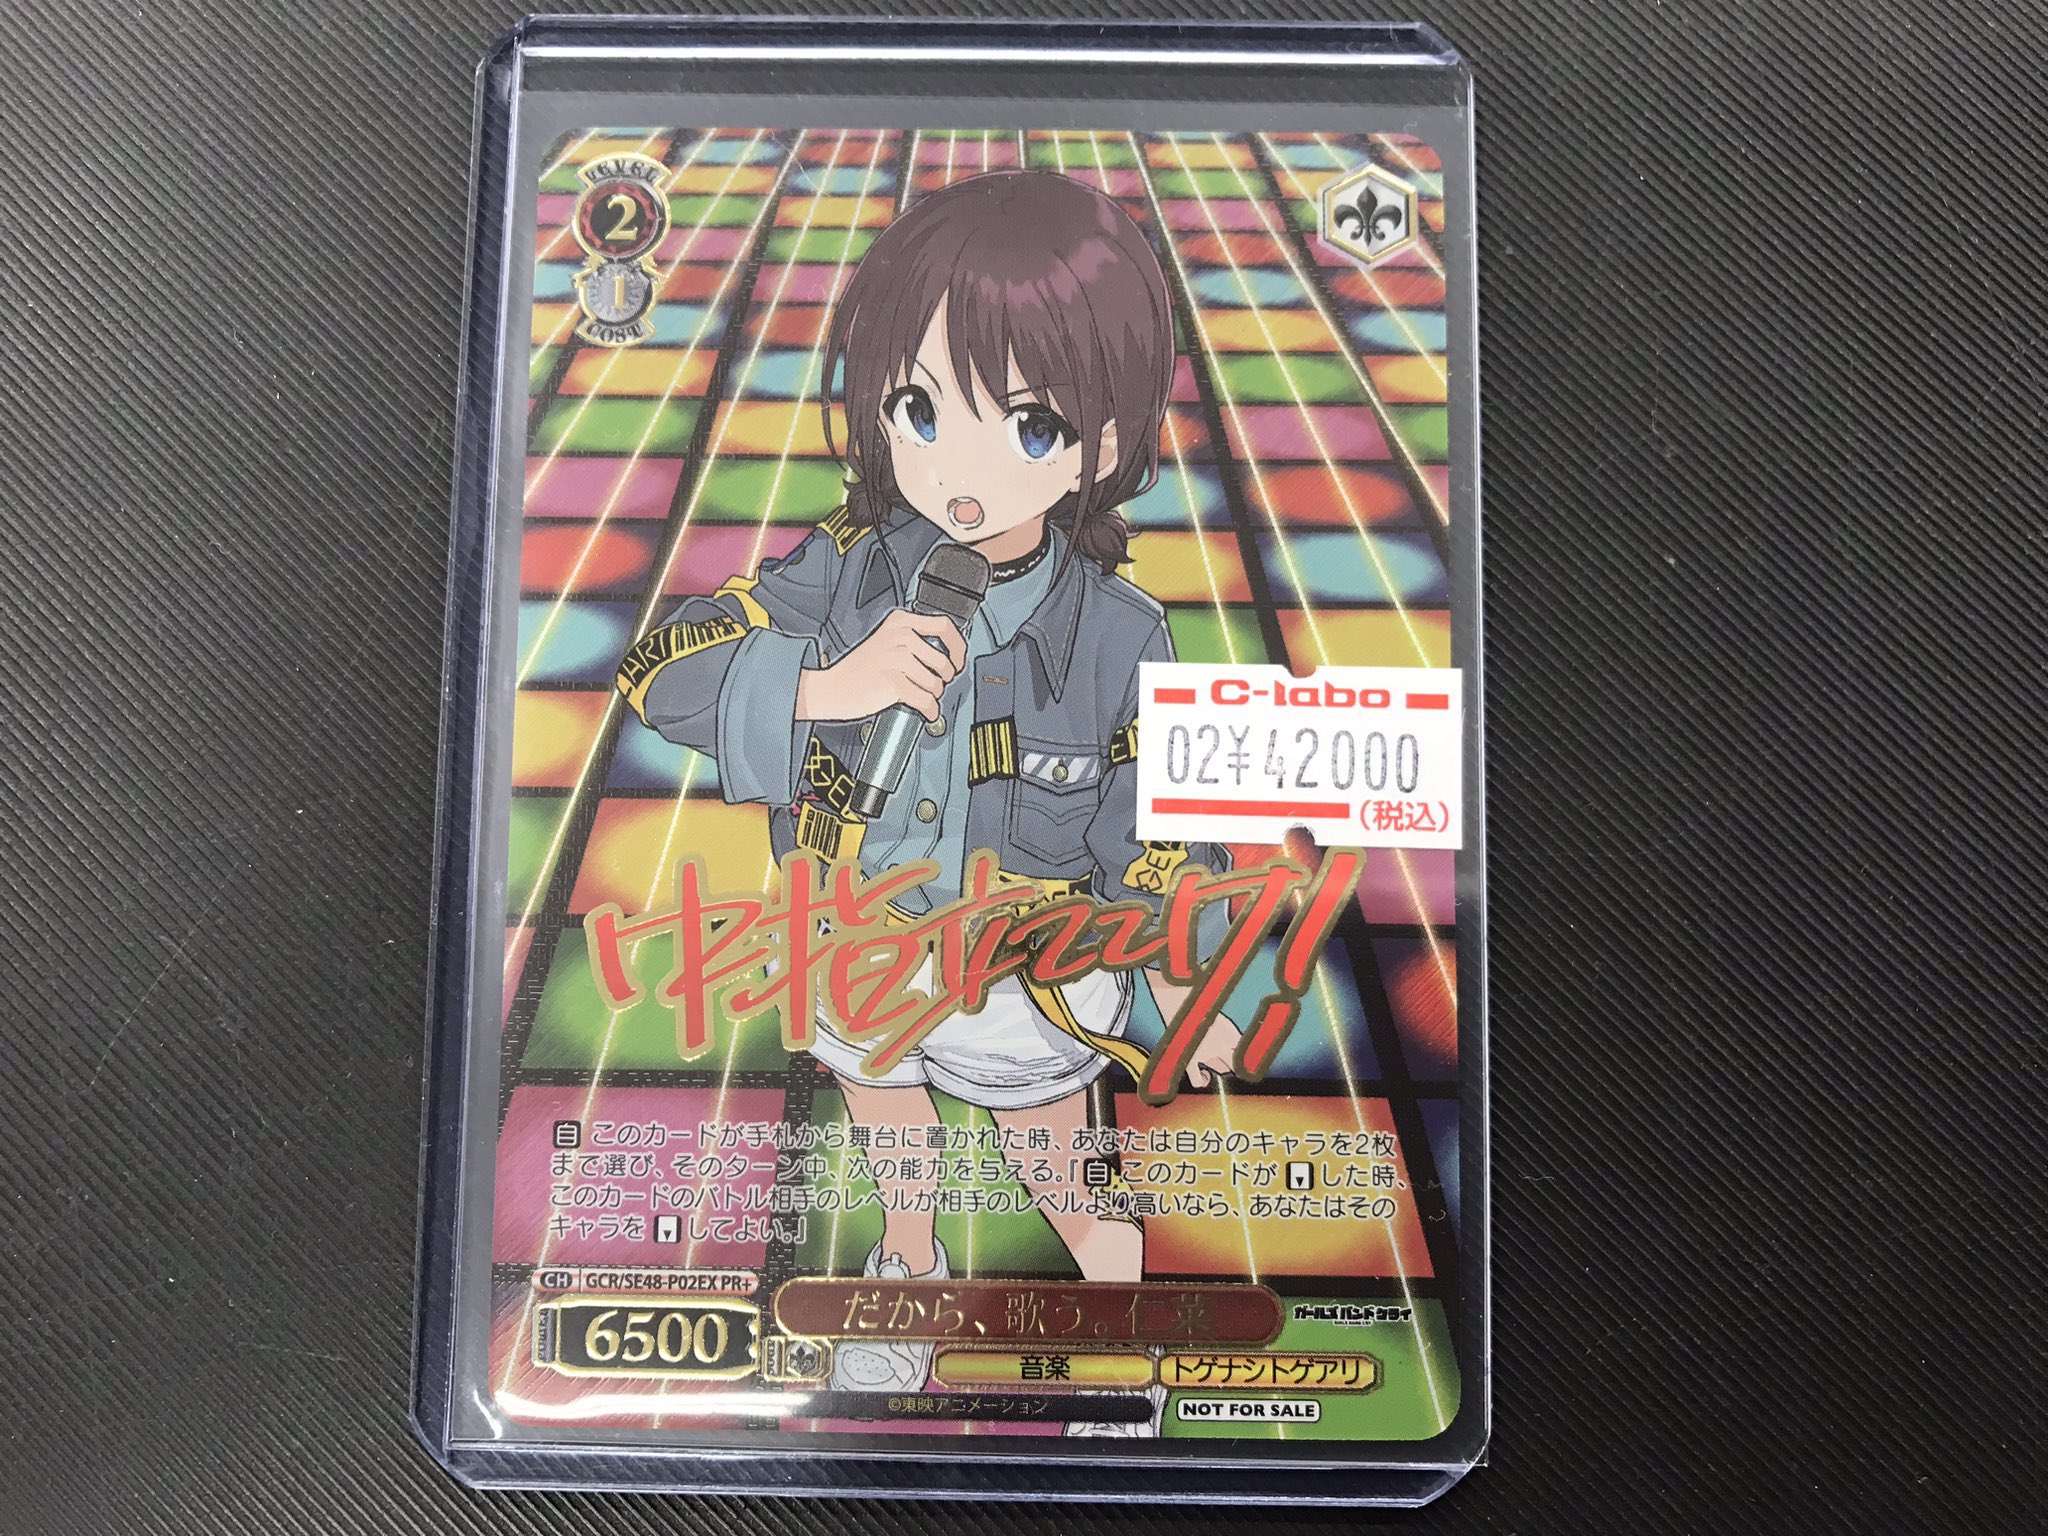 LEVEL
2
1
COST
C-labo
02¥42000
(税込)
中指立ててけ!
自 このカードが手札から舞台に置かれた時、あなたは自分のキャラを2枚
まで選び、そのターン中、次の能力を与える。『自 このカードが した時、
このカードのバトル相手のレベルが相手のレベルより高いなら、あなたはその
キャラを してよい。』
CH GCR/SE48-P02EX PR+
6500
だから、歌う。仁菜
ガールズバンドクライ
音楽
トゲナシトゲアリ
©東映アニメーション
NOT FOR SALE